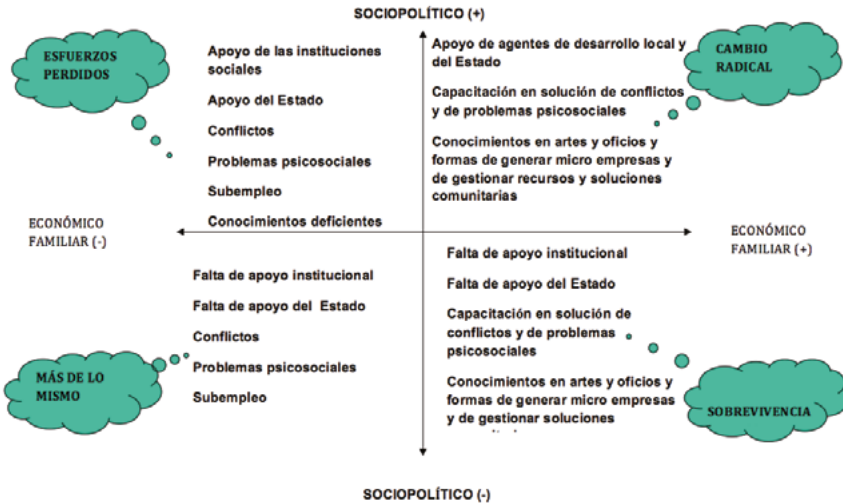 SOCIOPOLÍTICO (+)
ESFUERZOS
PERDIDOS
Apoyo de las instituciones
sociales
Apoyo del Estado
Conflictos
Problemas psicosociales
Subempleo
Conocimientos deficientes
Apoyo de agentes de desarrollo local y
del Estado
Capacitación en solución de conflictos
y de problemas psicosociales
Conocimientos en artes y oficios y
formas de generar micro empresas y
de gestionar recursos y soluciones
comunitarias
CAMBIO
RADICAL
ECONÓMICO
FAMILIAR (-)
ECONÓMICO
FAMILIAR (+)
Falta de apoyo institucional
Falta de apoyo del Estado
Conflictos
Problemas psicosociales
Subempleo
MÁS DE LO
MISMO
Falta de apoyo institucional
Falta de apoyo del Estado
Capacitación en solución de
conflictos y de problemas
psicosociales
Conocimientos en artes y oficios y
formas de generar micro empresas
y de gestionar soluciones
SOBREVIVENCIA
SOCIOPOLÍTICO (-)